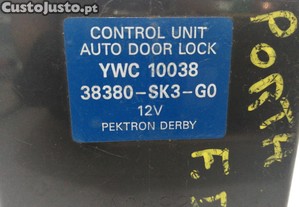 CustoJusto.pt
CONTROL UNIT
AUTO DOOR LOCK
YWC 10038
38380-SK3-G0
12V
PEKTRON DERBY